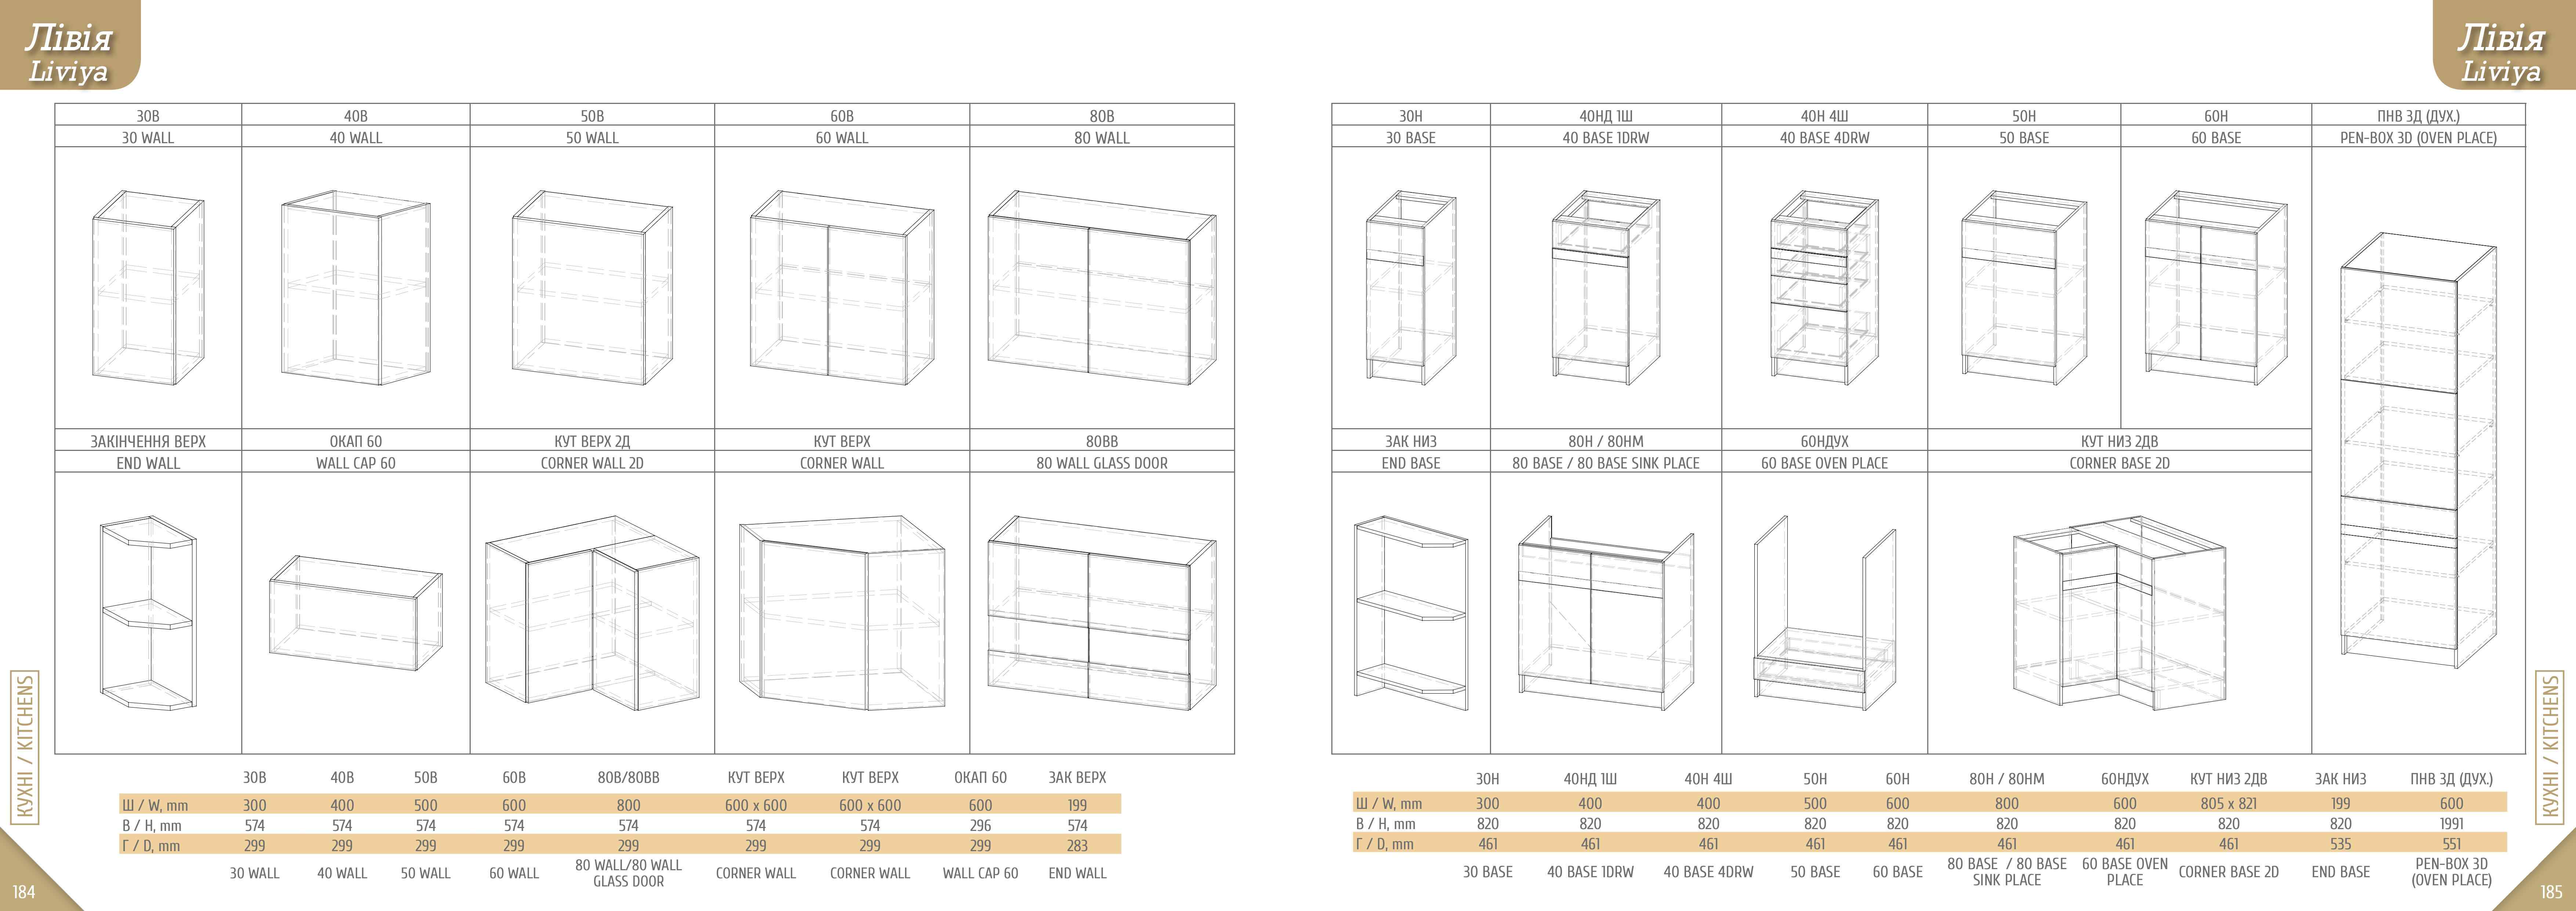 Лівія
Liviya
30В 40В 50В 60В 80В
30 WALL 40 WALL 50 WALL 60 WALL 80 WALL
ЗАКІНЧЕННЯ ВЕРХ ОКАП 60 КУТ ВЕРХ 2Д КУТ ВЕРХ 80ВВ
END WALL WALL CAP 60 CORNER WALL 2D CORNER WALL 80 WALL GLASS DOOR
30В 40В 50В 60В 80В/80ВВ КУТ ВЕРХ КУТ ВЕРХ ОКАП 60 ЗАК ВЕРХ
Ш / W, mm 300 400 500 600 800 600 x 600 600 x 600 600 199
В / H, mm 574 574 574 574 574 574 574 296 574
Г / D, mm 299 299 299 299 299 299 299 299 283
30 WALL 40 WALL 50 WALL 60 WALL 80 WALL/80 WALL GLASS DOOR CORNER WALL CORNER WALL WALL CAP 60 END WALL
КУХНІ / KITCHENS
184
Лівія
Liviya
30Н 40НД 1Ш 40Н 4Ш 50Н 60Н ПНВ 3Д (ДУХ.)
30 BASE 40 BASE 1DRW 40 BASE 4DRW 50 BASE 60 BASE PEN-BOX 3D (OVEN PLACE)
ЗАК НИЗ 80Н / 80НМ 60НДУХ КУТ НИЗ 2ДВ
END BASE 80 BASE / 80 BASE SINK PLACE 60 BASE OVEN PLACE CORNER BASE 2D
30Н 40НД 1Ш 40Н 4Ш 50Н 60Н 80Н / 80НМ 60НДУХ КУТ НИЗ 2ДВ ЗАК НИЗ ПНВ 3Д (ДУХ.)
Ш / W, mm 300 400 400 500 600 800 600 805 x 821 199 600
В / H, mm 820 820 820 820 820 820 820 820 820 1991
Г / D, mm 461 461 461 461 461 461 461 461 535 551
30 BASE 40 BASE 1DRW 40 BASE 4DRW 50 BASE 60 BASE 80 BASE / 80 BASE SINK PLACE 60 BASE OVEN PLACE CORNER BASE 2D END BASE PEN-BOX 3D (OVEN PLACE)
КУХНІ / KITCHENS
185